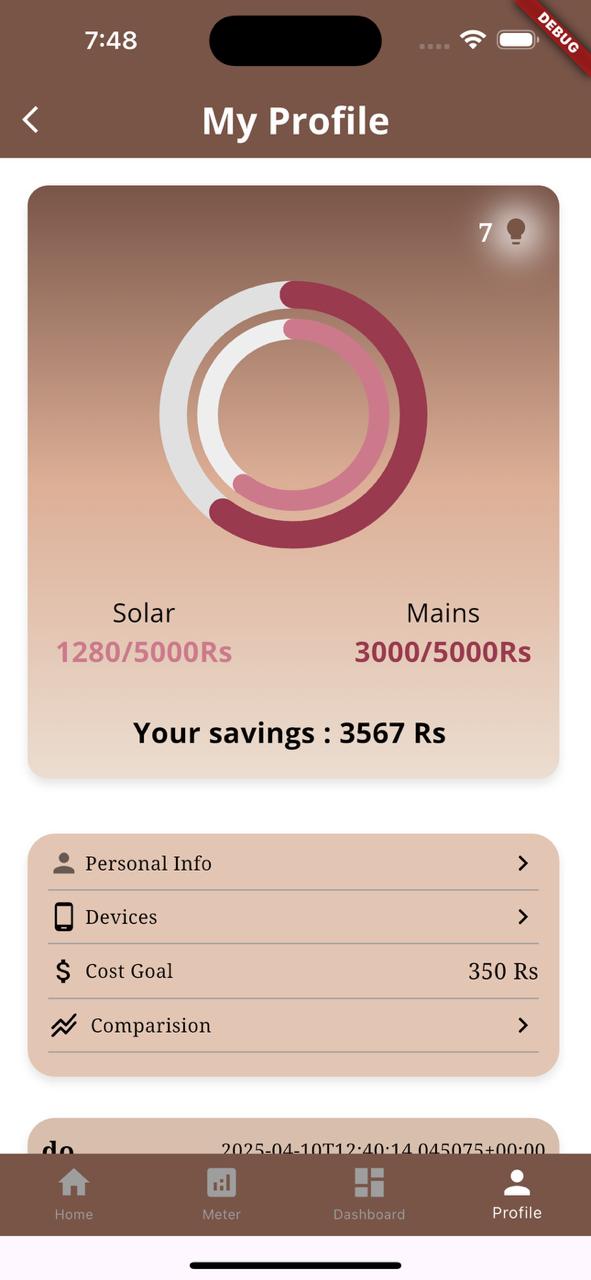 7:48
DEBUG
My Profile
7
Solar
Mains
1280/5000Rs
3000/5000Rs
Your savings : 3567 Rs
Personal Info
Devices
Cost Goal 350 Rs
Comparision
do 2025-04-10T12:40:14.045075+00:00
Home Meter Dashboard Profile